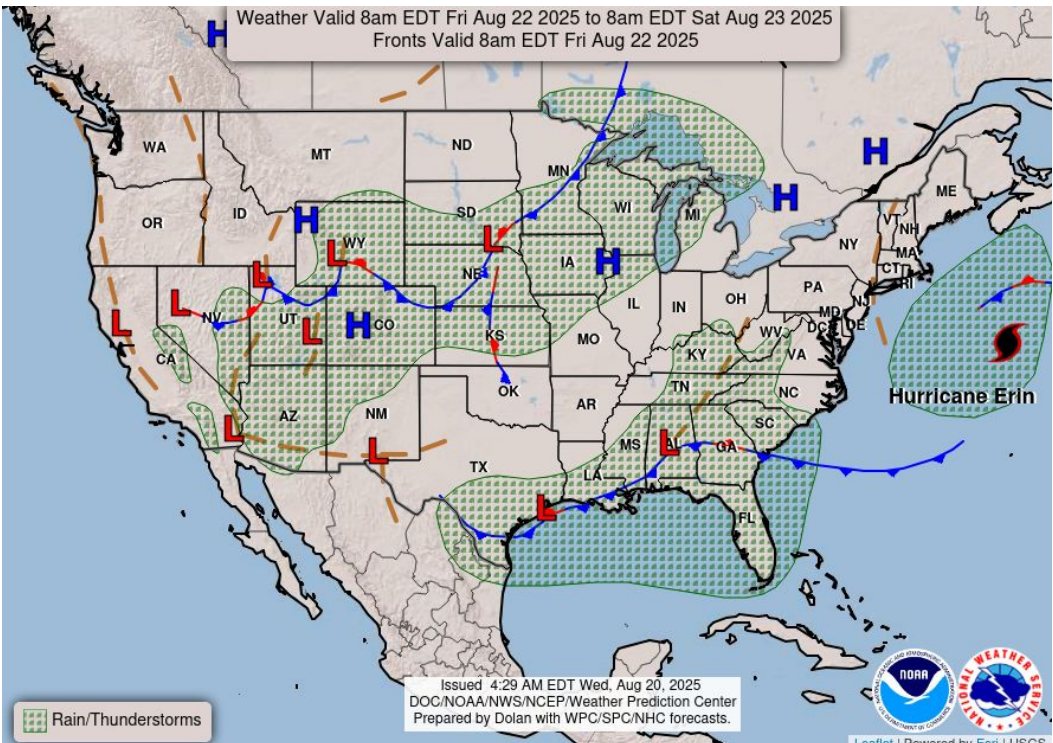 Weather Valid 8am EDT Fri Aug 22 2025 to 8am EDT Sat Aug 23 2025
Fronts Valid 8am EDT Fri Aug 22 2025
H
WA
MT
ND
MN
H
ME
OR
ID
H
WY
SD
WI
MI
H
VT
NH
NY
MA
CT
RI
L
L
L
NE
IA
H
PA
NJ
L
NV
UT
L
H
CO
IL
IN
OH
MD
DE
DC
L
CA
KS
MO
WV
VA
KY
Hurricane Erin
AZ
NM
OK
AR
TN
NC
SC
L
L
TX
MS
L
AL
GA
LA
L
FL
Issued 4:29 AM EDT Wed, Aug 20, 2025
DOC/NOAA/NWS/NCEP/Weather Prediction Center
Prepared by Dolan with WPC/SPC/NHC forecasts.
Rain/Thunderstorms
NOAA
NATIONAL WEATHER SERVICE
Leaflet | Powered by Esri | USGS